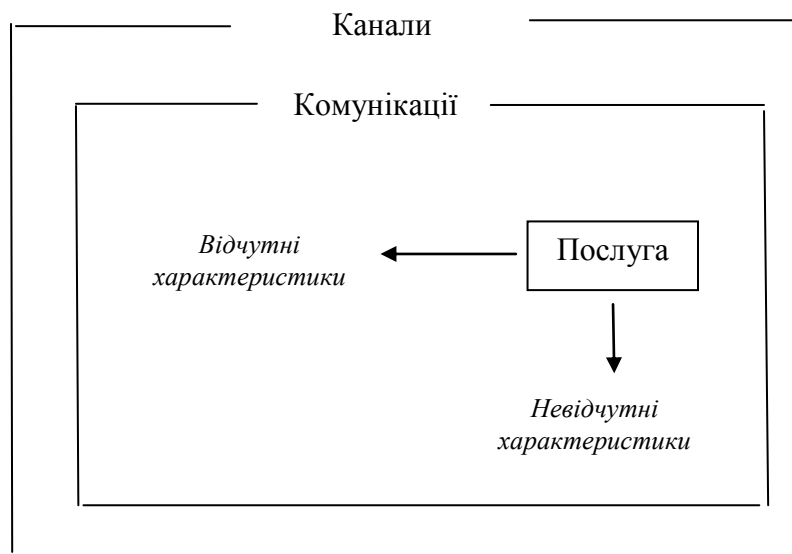 Канали
Комунікації
Відчутні
характеристики
Послуга
Невідчутні
характеристики